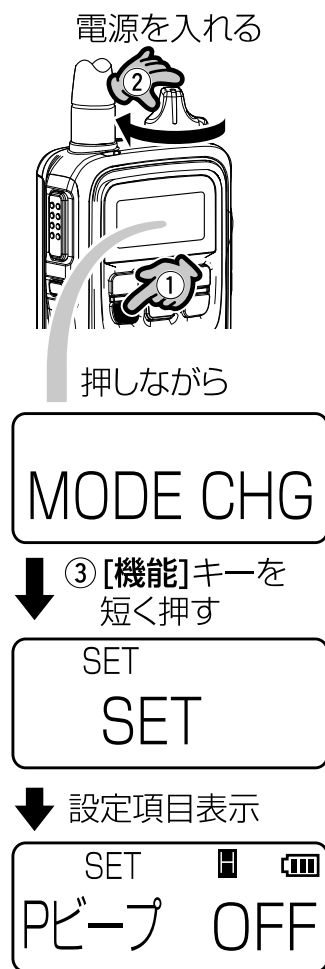 電源を入れる
②
①
押しながら
MODE CHG
③[機能]キーを
短く押す
SET
SET
設定項目表示
SET H
Pビープ OFF